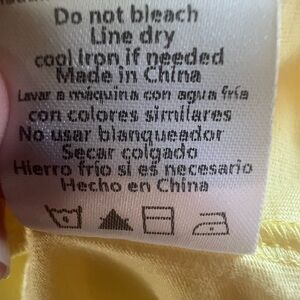 Do not bleach
Line dry
cool iron if needed
Made in China
Lavar a máquina con agua fría
con colores similares
No usar blanqueador
Secar colgado
Hierro frío si es necesario
Hecho en China